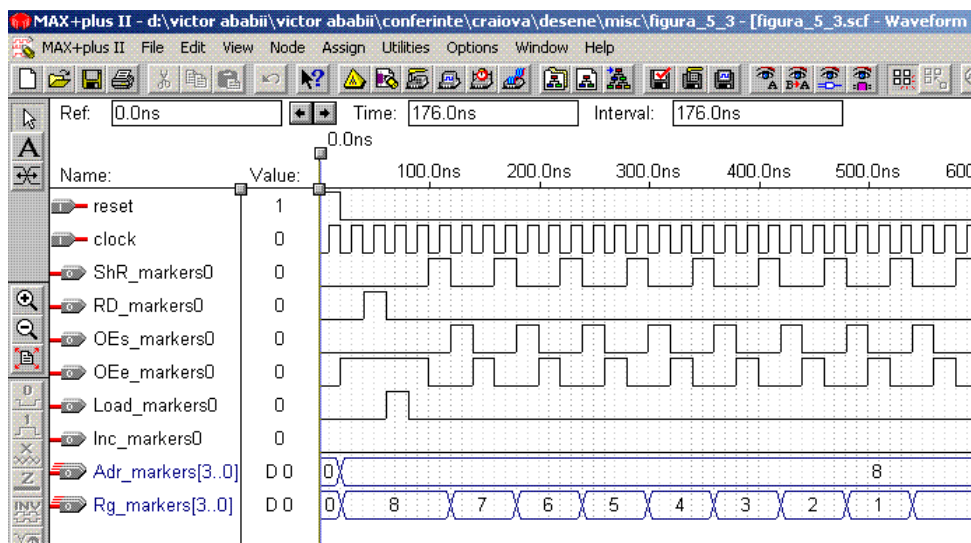 MAX+plus II - d:\victor ababii\victor ababii\conferinte\craiova\desene\misc\figura_5_3 - [figura_5_3.scf - Waveform
MAX+plus II File Edit View Node Assign Utilities Options Window Help
Ref: 0.0ns Time: 176.0ns Interval: 176.0ns
0.0ns
Name: Value: 100.0ns 200.0ns 300.0ns 400.0ns 500.0ns 600
reset 1
clock 0
ShR_markers0 0
RD_markers0 0
OEs_markers0 0
OEe_markers0 0
Load_markers0 0
Inc_markers0 0
Adr_markers[3..0] D 0 0 8
Rg_markers[3..0] D 0 0 8 7 6 5 4 3 2 1